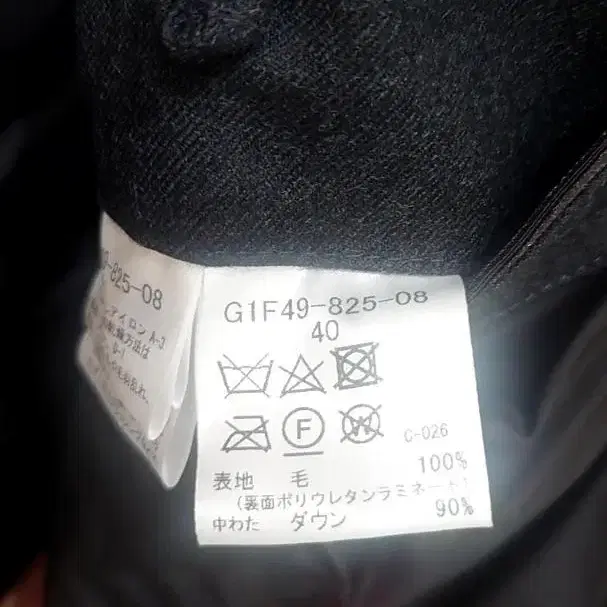 -825-08
アイロン A-3
G1F49-825-08
40
F
W
C-026
表地 毛 100%
(裏面ポリウレタンラミネート)
中わた ダウン 90%